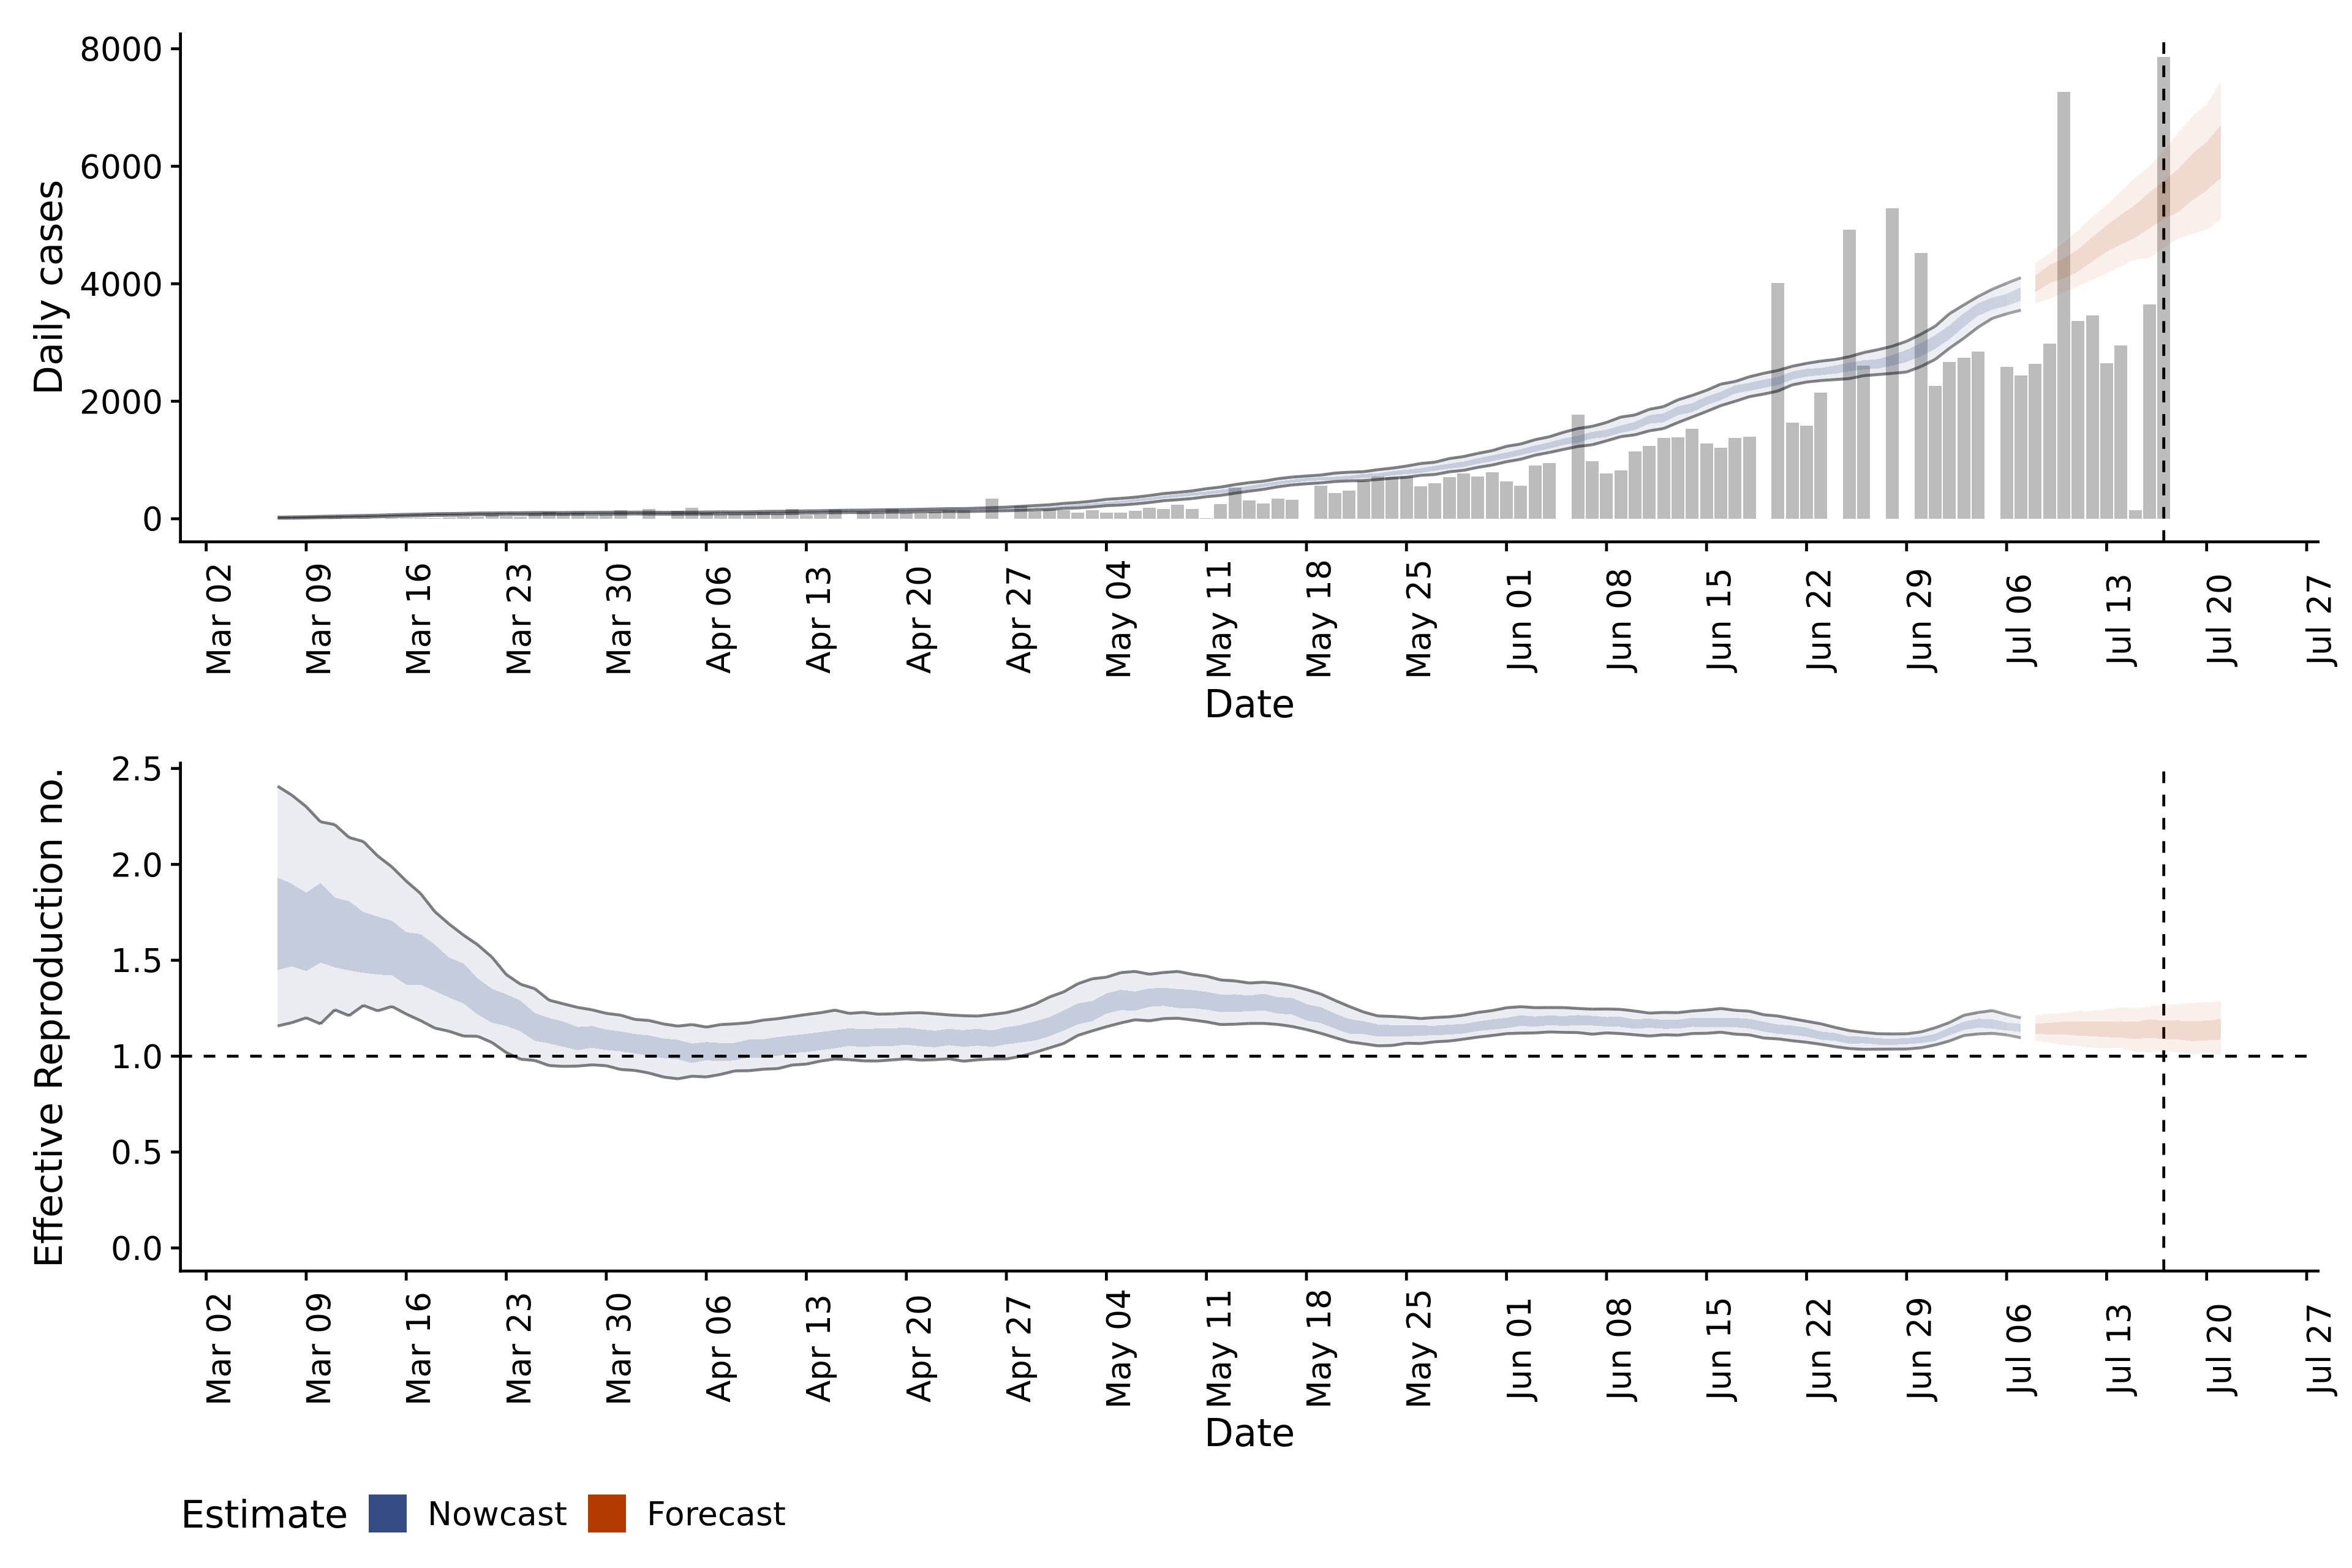 8000
6000
4000
2000
0
Daily cases
Mar 02 Mar 09 Mar 16 Mar 23 Mar 30 Apr 06 Apr 13 Apr 20 Apr 27 May 04 May 11 May 18 May 25 Jun 01 Jun 08 Jun 15 Jun 22 Jun 29 Jul 06 Jul 13 Jul 20 Jul 27
Date
2.5
2.0
1.5
1.0
0.5
0.0
Effective Reproduction no.
Mar 02 Mar 09 Mar 16 Mar 23 Mar 30 Apr 06 Apr 13 Apr 20 Apr 27 May 04 May 11 May 18 May 25 Jun 01 Jun 08 Jun 15 Jun 22 Jun 29 Jul 06 Jul 13 Jul 20 Jul 27
Date
Estimate Nowcast Forecast